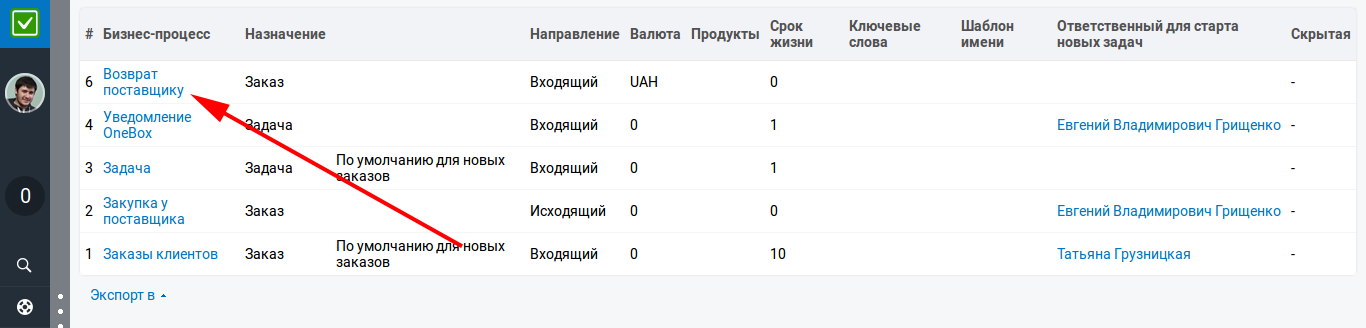 # Бизнес-процесс Назначение Направление Валюта Продукты Срок жизни Ключевые слова Шаблон имени Ответственный для старта новых задач Скрытая
6 Возврат поставщику Заказ Входящий UAH 0 -
4 Уведомление OneBox Задача Входящий 0 1 Евгений Владимирович Грищенко -
3 Задача Задача По умолчанию для новых заказов Входящий 0 1 -
2 Закупка у поставщика Заказ Исходящий 0 0 Евгений Владимирович Грищенко -
1 Заказы клиентов Заказ По умолчанию для новых заказов Входящий 0 10 Татьяна Грузницкая -
0
Экспорт в